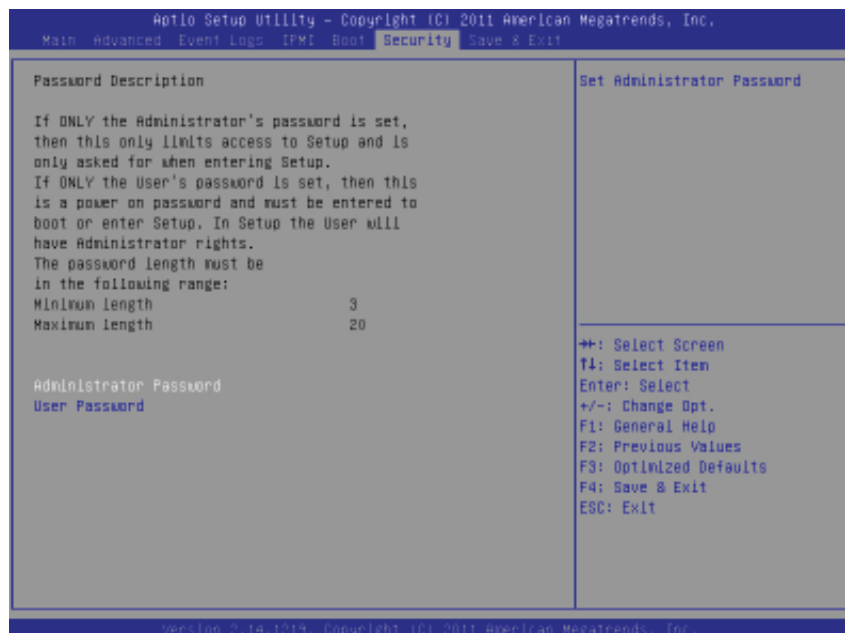 Aptio Setup Utility – Copyright (C) 2011 American Megatrends, Inc.
Main Advanced Event Logs IPMI Boot Security Save & Exit
Password Description
If ONLY the Administrator's password is set,
then this only limits access to Setup and is
only asked for when entering Setup.
If ONLY the User's password is set, then this
is a power on password and must be entered to
boot or enter Setup. In Setup the User will
have Administrator rights.
The password length must be
in the following range:
Minimum length 3
Maximum length 20
Administrator Password
User Password
Set Administrator Password
→←: Select Screen
↑↓: Select Item
Enter: Select
+/-: Change Opt.
F1: General Help
F2: Previous Values
F3: Optimized Defaults
F4: Save & Exit
ESC: Exit
Version 2.14.1219. Copyright (C) 2011 American Megatrends, Inc.